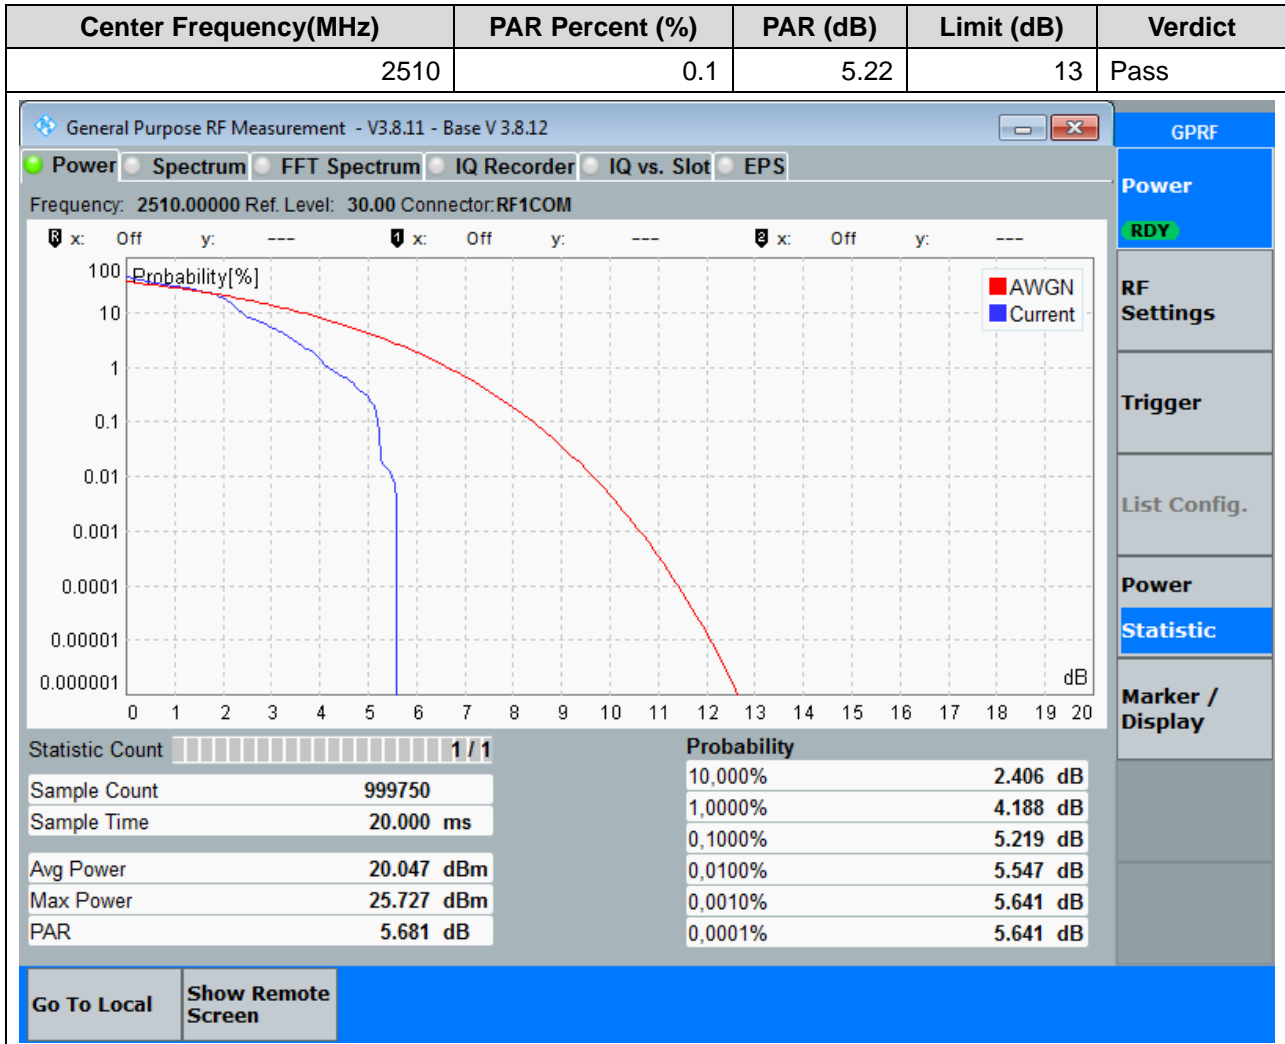 Center Frequency(MHz) PAR Percent (%) PAR (dB) Limit (dB) Verdict
2510 0.1 5.22 13 Pass
General Purpose RF Measurement - V3.8.11 - Base V 3.8.12
GPRF
Power Spectrum FFT Spectrum IQ Recorder IQ vs. Slot EPS
Power
RDY
Frequency: 2510.00000 Ref. Level: 30.00 Connector:RF1COM
R x: Off y: --- 1 x: Off y: --- 2 x: Off y: ---
Probability[%]
AWGN
Current
100
10
1
0.1
0.01
0.001
0.0001
0.00001
0.000001
dB
0 1 2 3 4 5 6 7 8 9 10 11 12 13 14 15 16 17 18 19 20
RF
Settings
Trigger
List Config.
Power
Statistic
Marker /
Display
Statistic Count 1 / 1
Sample Count 999750
Sample Time 20.000 ms
Avg Power 20.047 dBm
Max Power 25.727 dBm
PAR 5.681 dB
Probability
10,000% 2.406 dB
1,0000% 4.188 dB
0,1000% 5.219 dB
0,0100% 5.547 dB
0,0010% 5.641 dB
0,0001% 5.641 dB
Go To Local
Show Remote
Screen